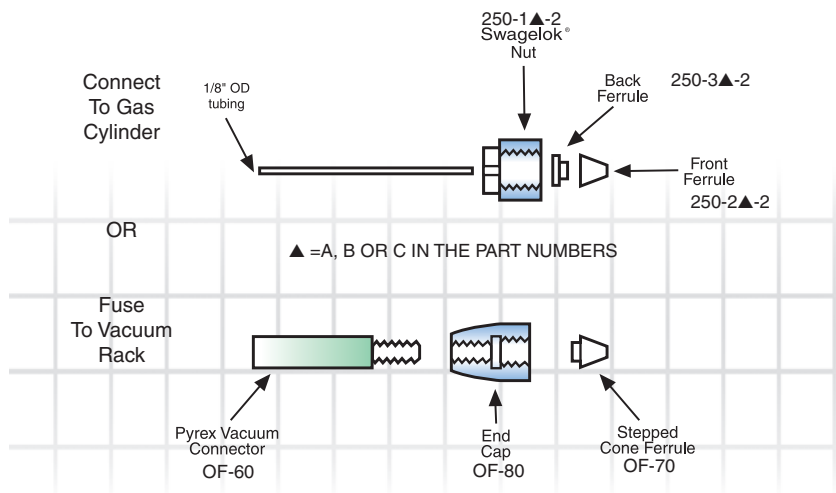 250-1▲-2
Swagelok®
Nut
Connect
To Gas
Cylinder
1/8" OD
tubing
Back
Ferrule
250-3▲-2
Front
Ferrule
250-2▲-2
OR
▲ =A, B OR C IN THE PART NUMBERS
Fuse
To Vacuum
Rack
Pyrex Vacuum
Connector
OF-60
End
Cap
OF-80
Stepped
Cone Ferrule
OF-70